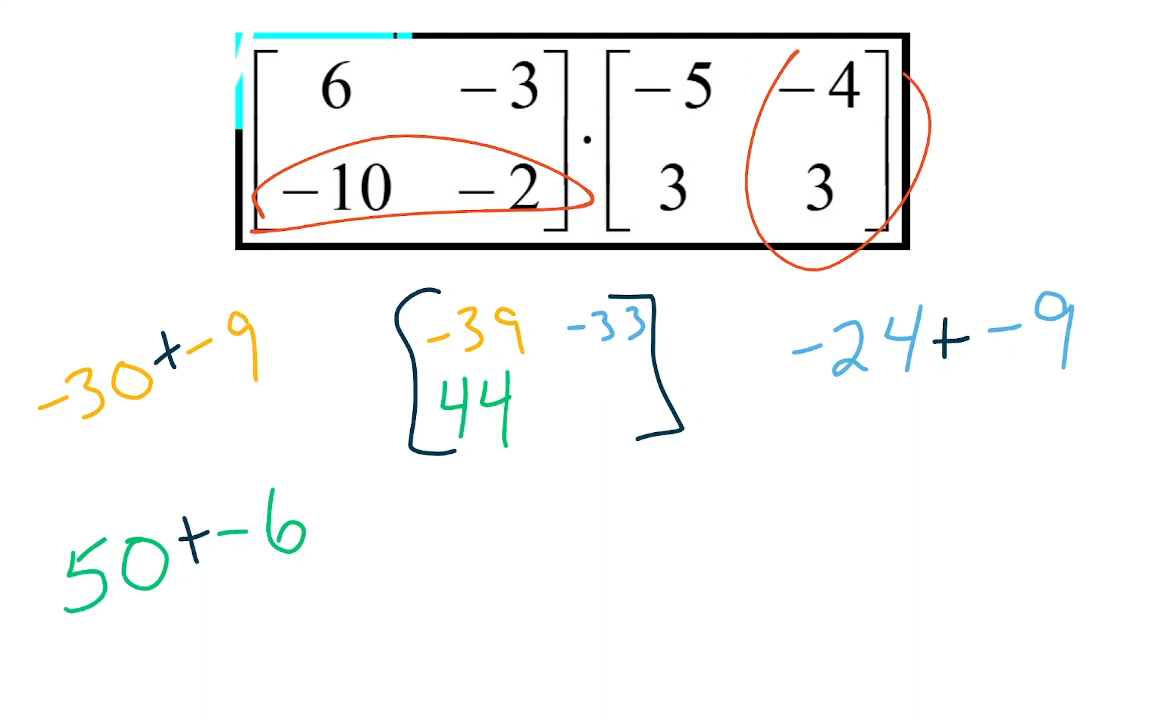 6 −3 . −5 −4
−10 −2 3 3
-30 + -9
-39 -33
44
-24 + -9
50 + -6